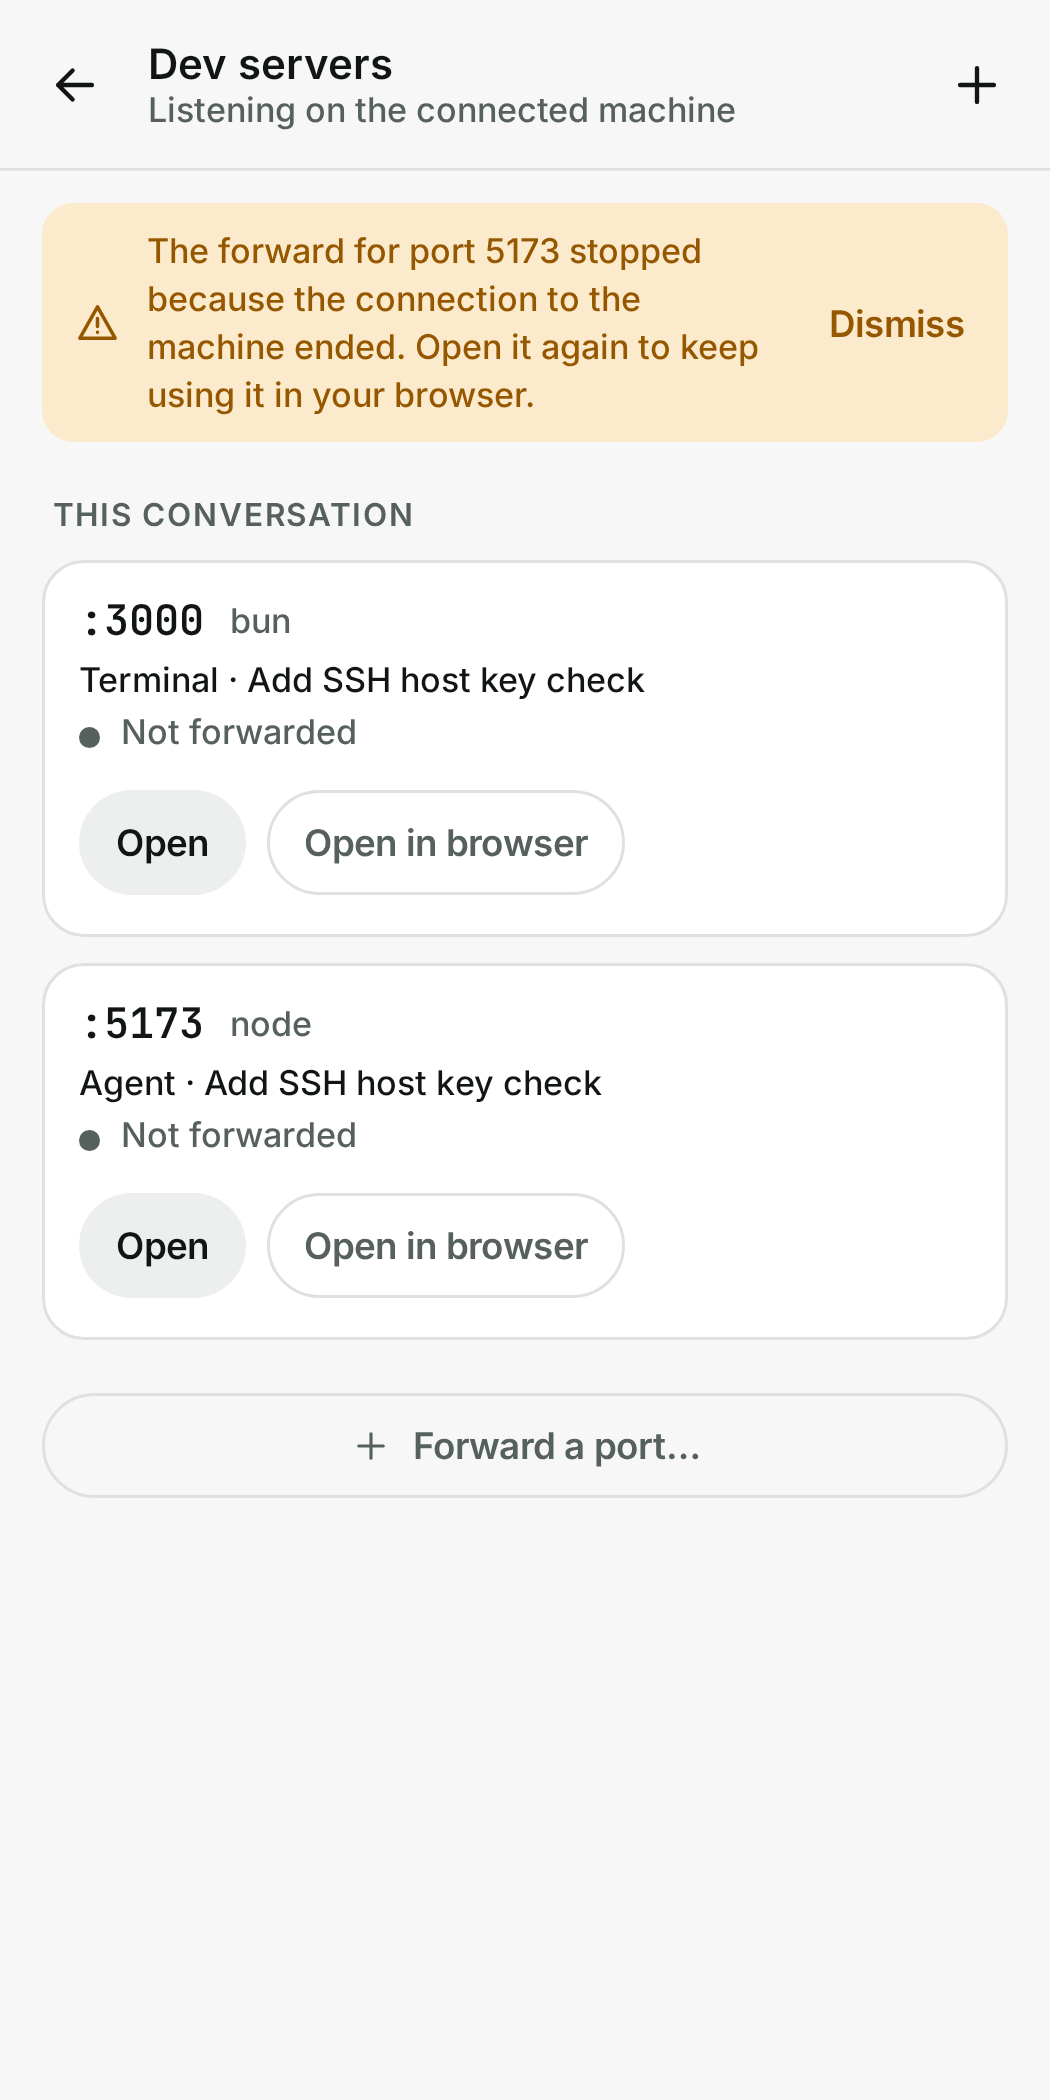 Dev servers
Listening on the connected machine
The forward for port 5173 stopped
because the connection to the
machine ended. Open it again to keep
using it in your browser.
Dismiss
THIS CONVERSATION
:3000 bun
Terminal · Add SSH host key check
Not forwarded
Open
Open in browser
:5173 node
Agent · Add SSH host key check
Not forwarded
Open
Open in browser
Forward a port...